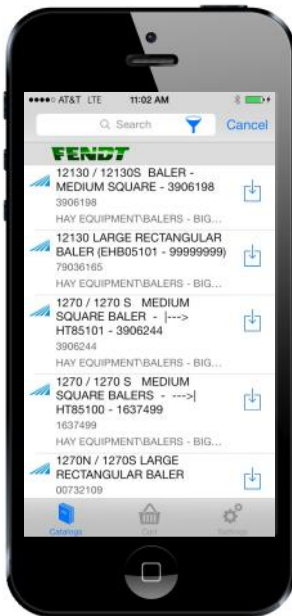 AT&T LTE 11:02 AM
Search Cancel
FENDT
12130 / 12130S BALER -
MEDIUM SQUARE - 3906198
3906198
HAY EQUIPMENT\BALERS - BIG...
12130 LARGE RECTANGULAR
BALER (EHB05101 - 99999999)
79036165
HAY EQUIPMENT\BALERS - BIG...
1270 / 1270 S MEDIUM
SQUARE BALER - |--->
HT85101 - 3906244
3906244
HAY EQUIPMENT\BALERS - BIG...
1270 / 1270 S MEDIUM
SQUARE BALERS - --->|
HT85100 - 1637499
1637499
HAY EQUIPMENT\BALERS - BIG...
1270N / 1270S LARGE
RECTANGULAR BALER
00732109
Catalogs Cart Settings